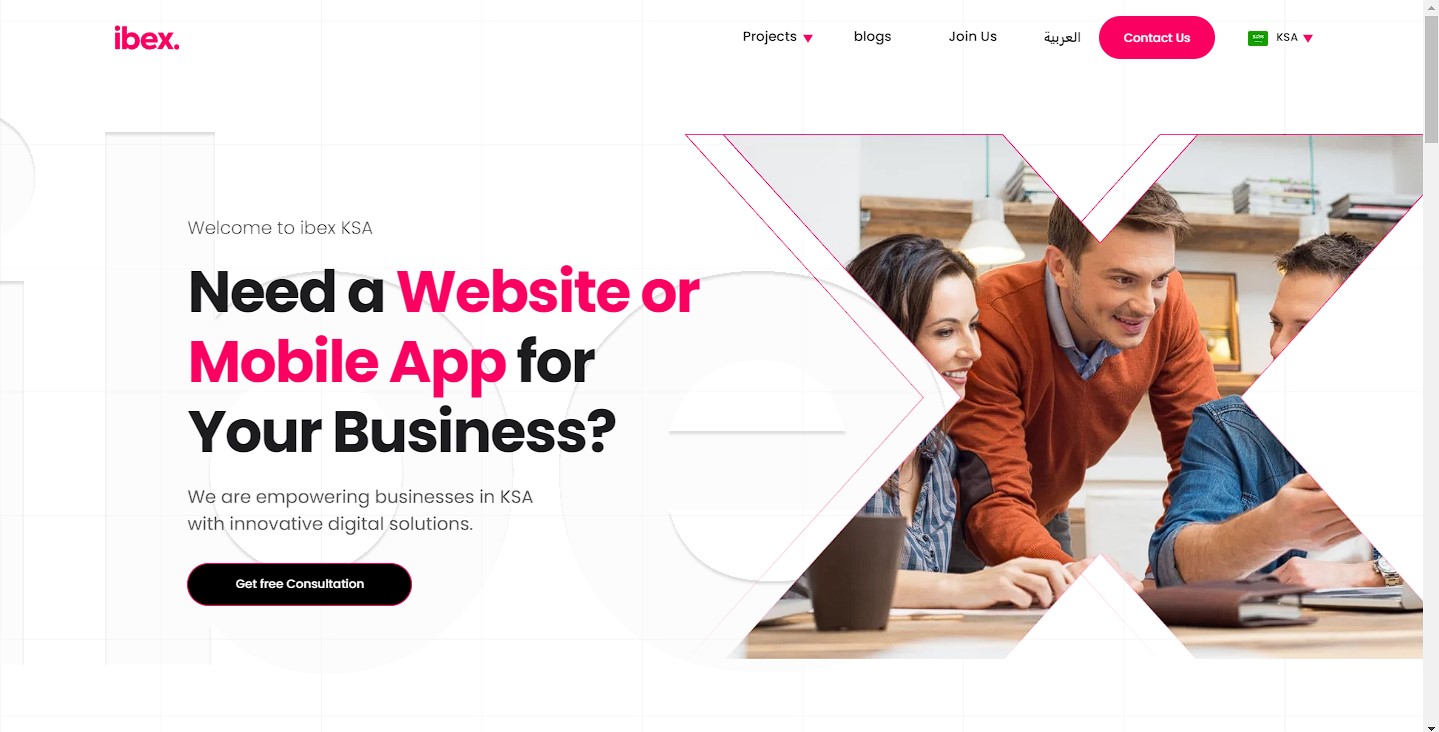 ibex.
Projects blogs Join Us العربية Contact Us KSA
Welcome to ibex KSA
Need a Website or
Mobile App for
Your Business?
We are empowering businesses in KSA
with innovative digital solutions.
Get free Consultation